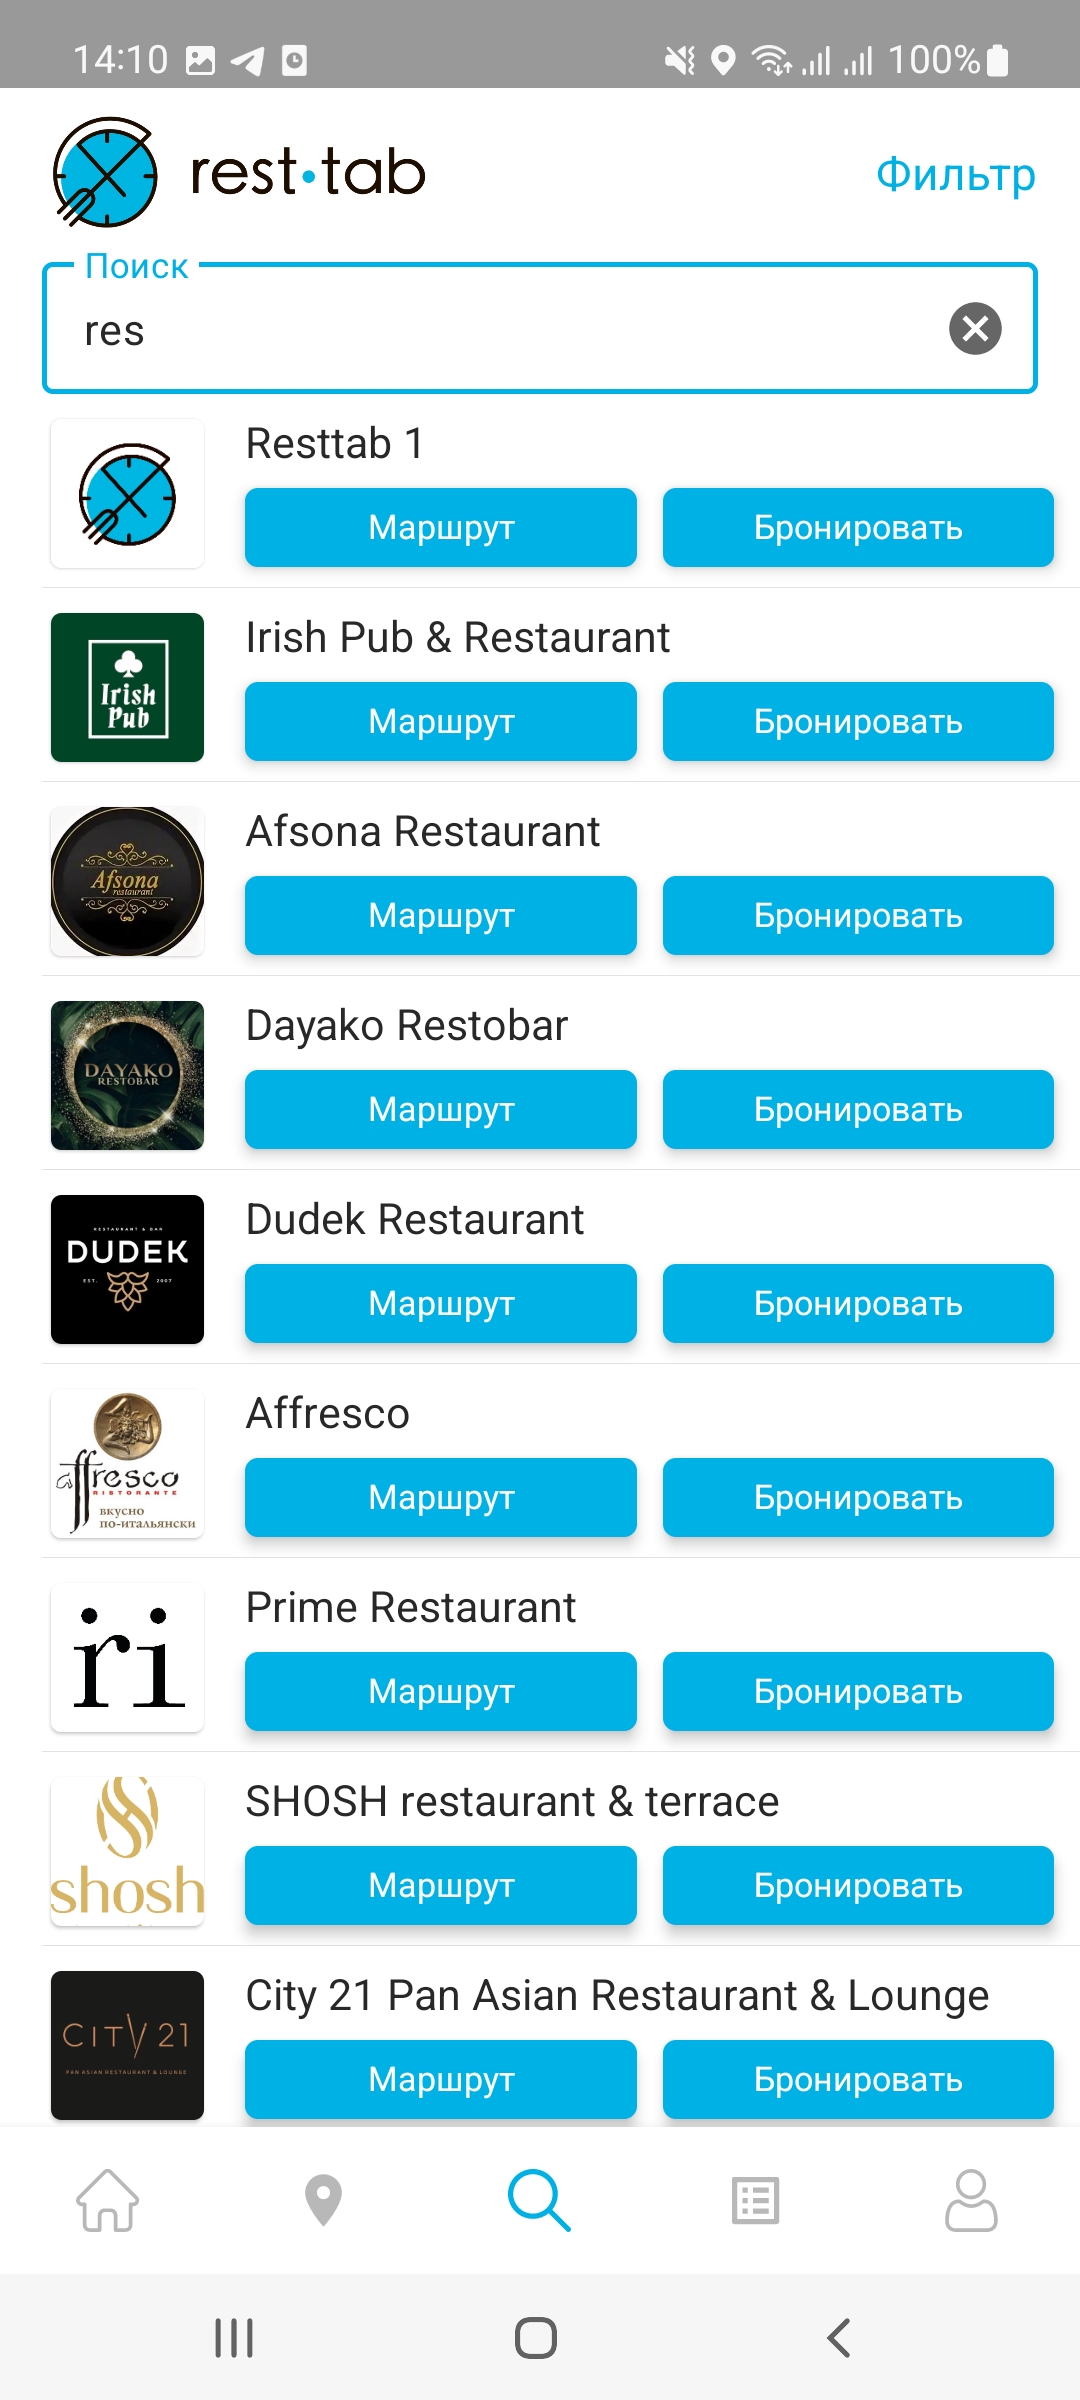 14:10
100%
rest·tab
Фильтр
Поиск
res
Resttab 1
Маршрут
Бронировать
Irish Pub
Irish Pub & Restaurant
Маршрут
Бронировать
Afsona
restaurant
Afsona Restaurant
Маршрут
Бронировать
DAYAKO
RESTOBAR
Dayako Restobar
Маршрут
Бронировать
RESTAURANT & BAR
DUDEK
EST. 2007
Dudek Restaurant
Маршрут
Бронировать
affresco
RISTORANTE
вкусно
по-итальянски
Affresco
Маршрут
Бронировать
ri
Prime Restaurant
Маршрут
Бронировать
shosh
SHOSH restaurant & terrace
Маршрут
Бронировать
CITY 21
PAN ASIAN RESTAURANT & LOUNGE
City 21 Pan Asian Restaurant & Lounge
Маршрут
Бронировать